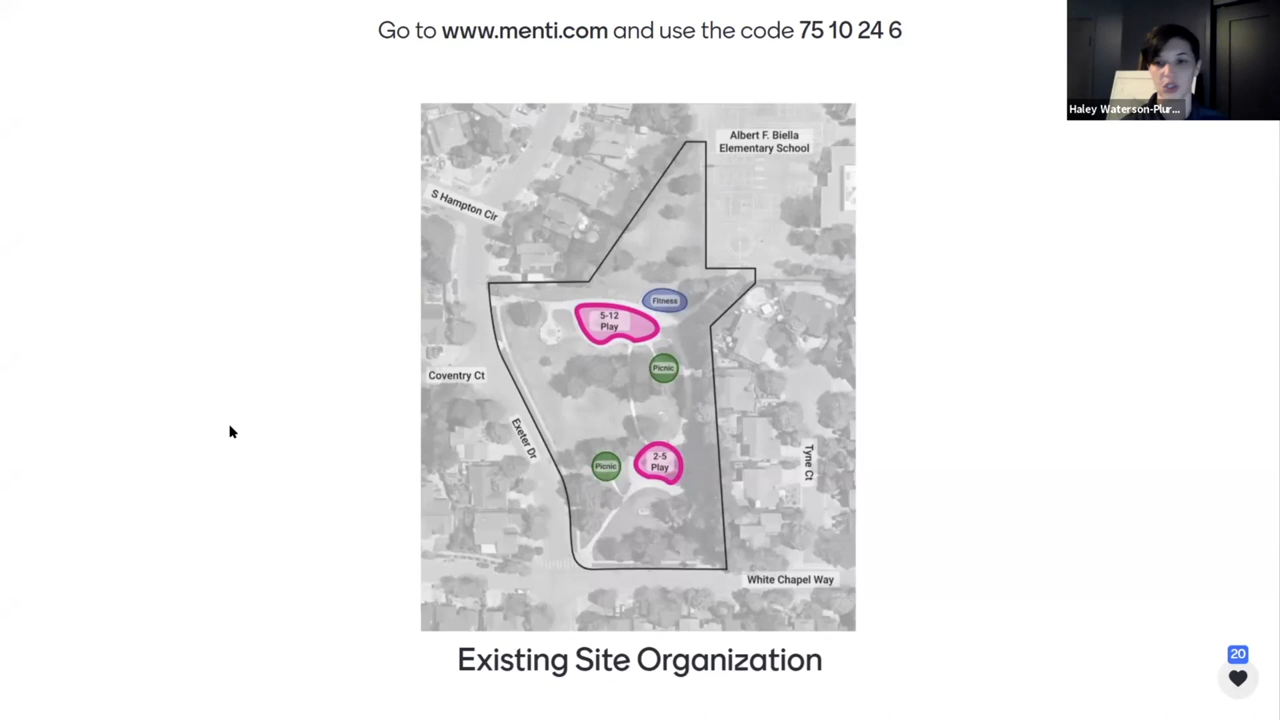 Go to www.menti.com and use the code 75 10 24 6
Haley Waterson-Plur...
Albert F. Biella
Elementary School
S Hampton Cir
Fitness
5-12
Play
Picnic
Coventry Ct
Exeter Dr
2-5
Play
Picnic
Tyne Ct
White Chapel Way
Existing Site Organization
20